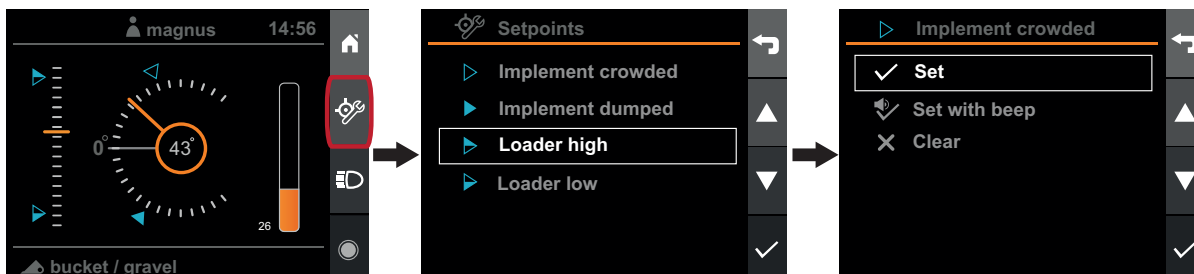 magnus 14:56
0°
43°
26
bucket / gravel
Setpoints
Implement crowded
Implement dumped
Loader high
Loader low
Implement crowded
Set
Set with beep
Clear